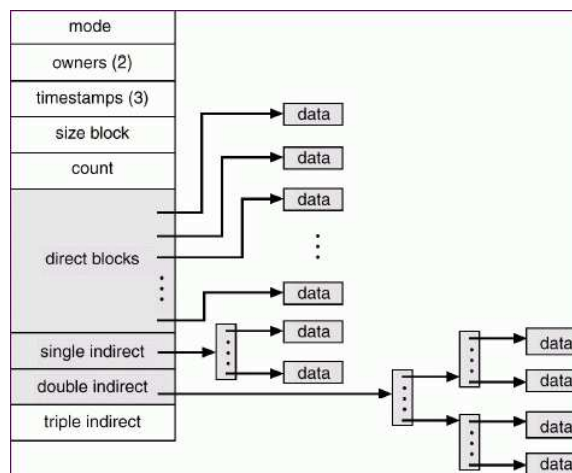 mode
owners (2)
timestamps (3)
size block
count
direct blocks
single indirect
double indirect
triple indirect
data
data
data
data
data
data
data
data
data
data